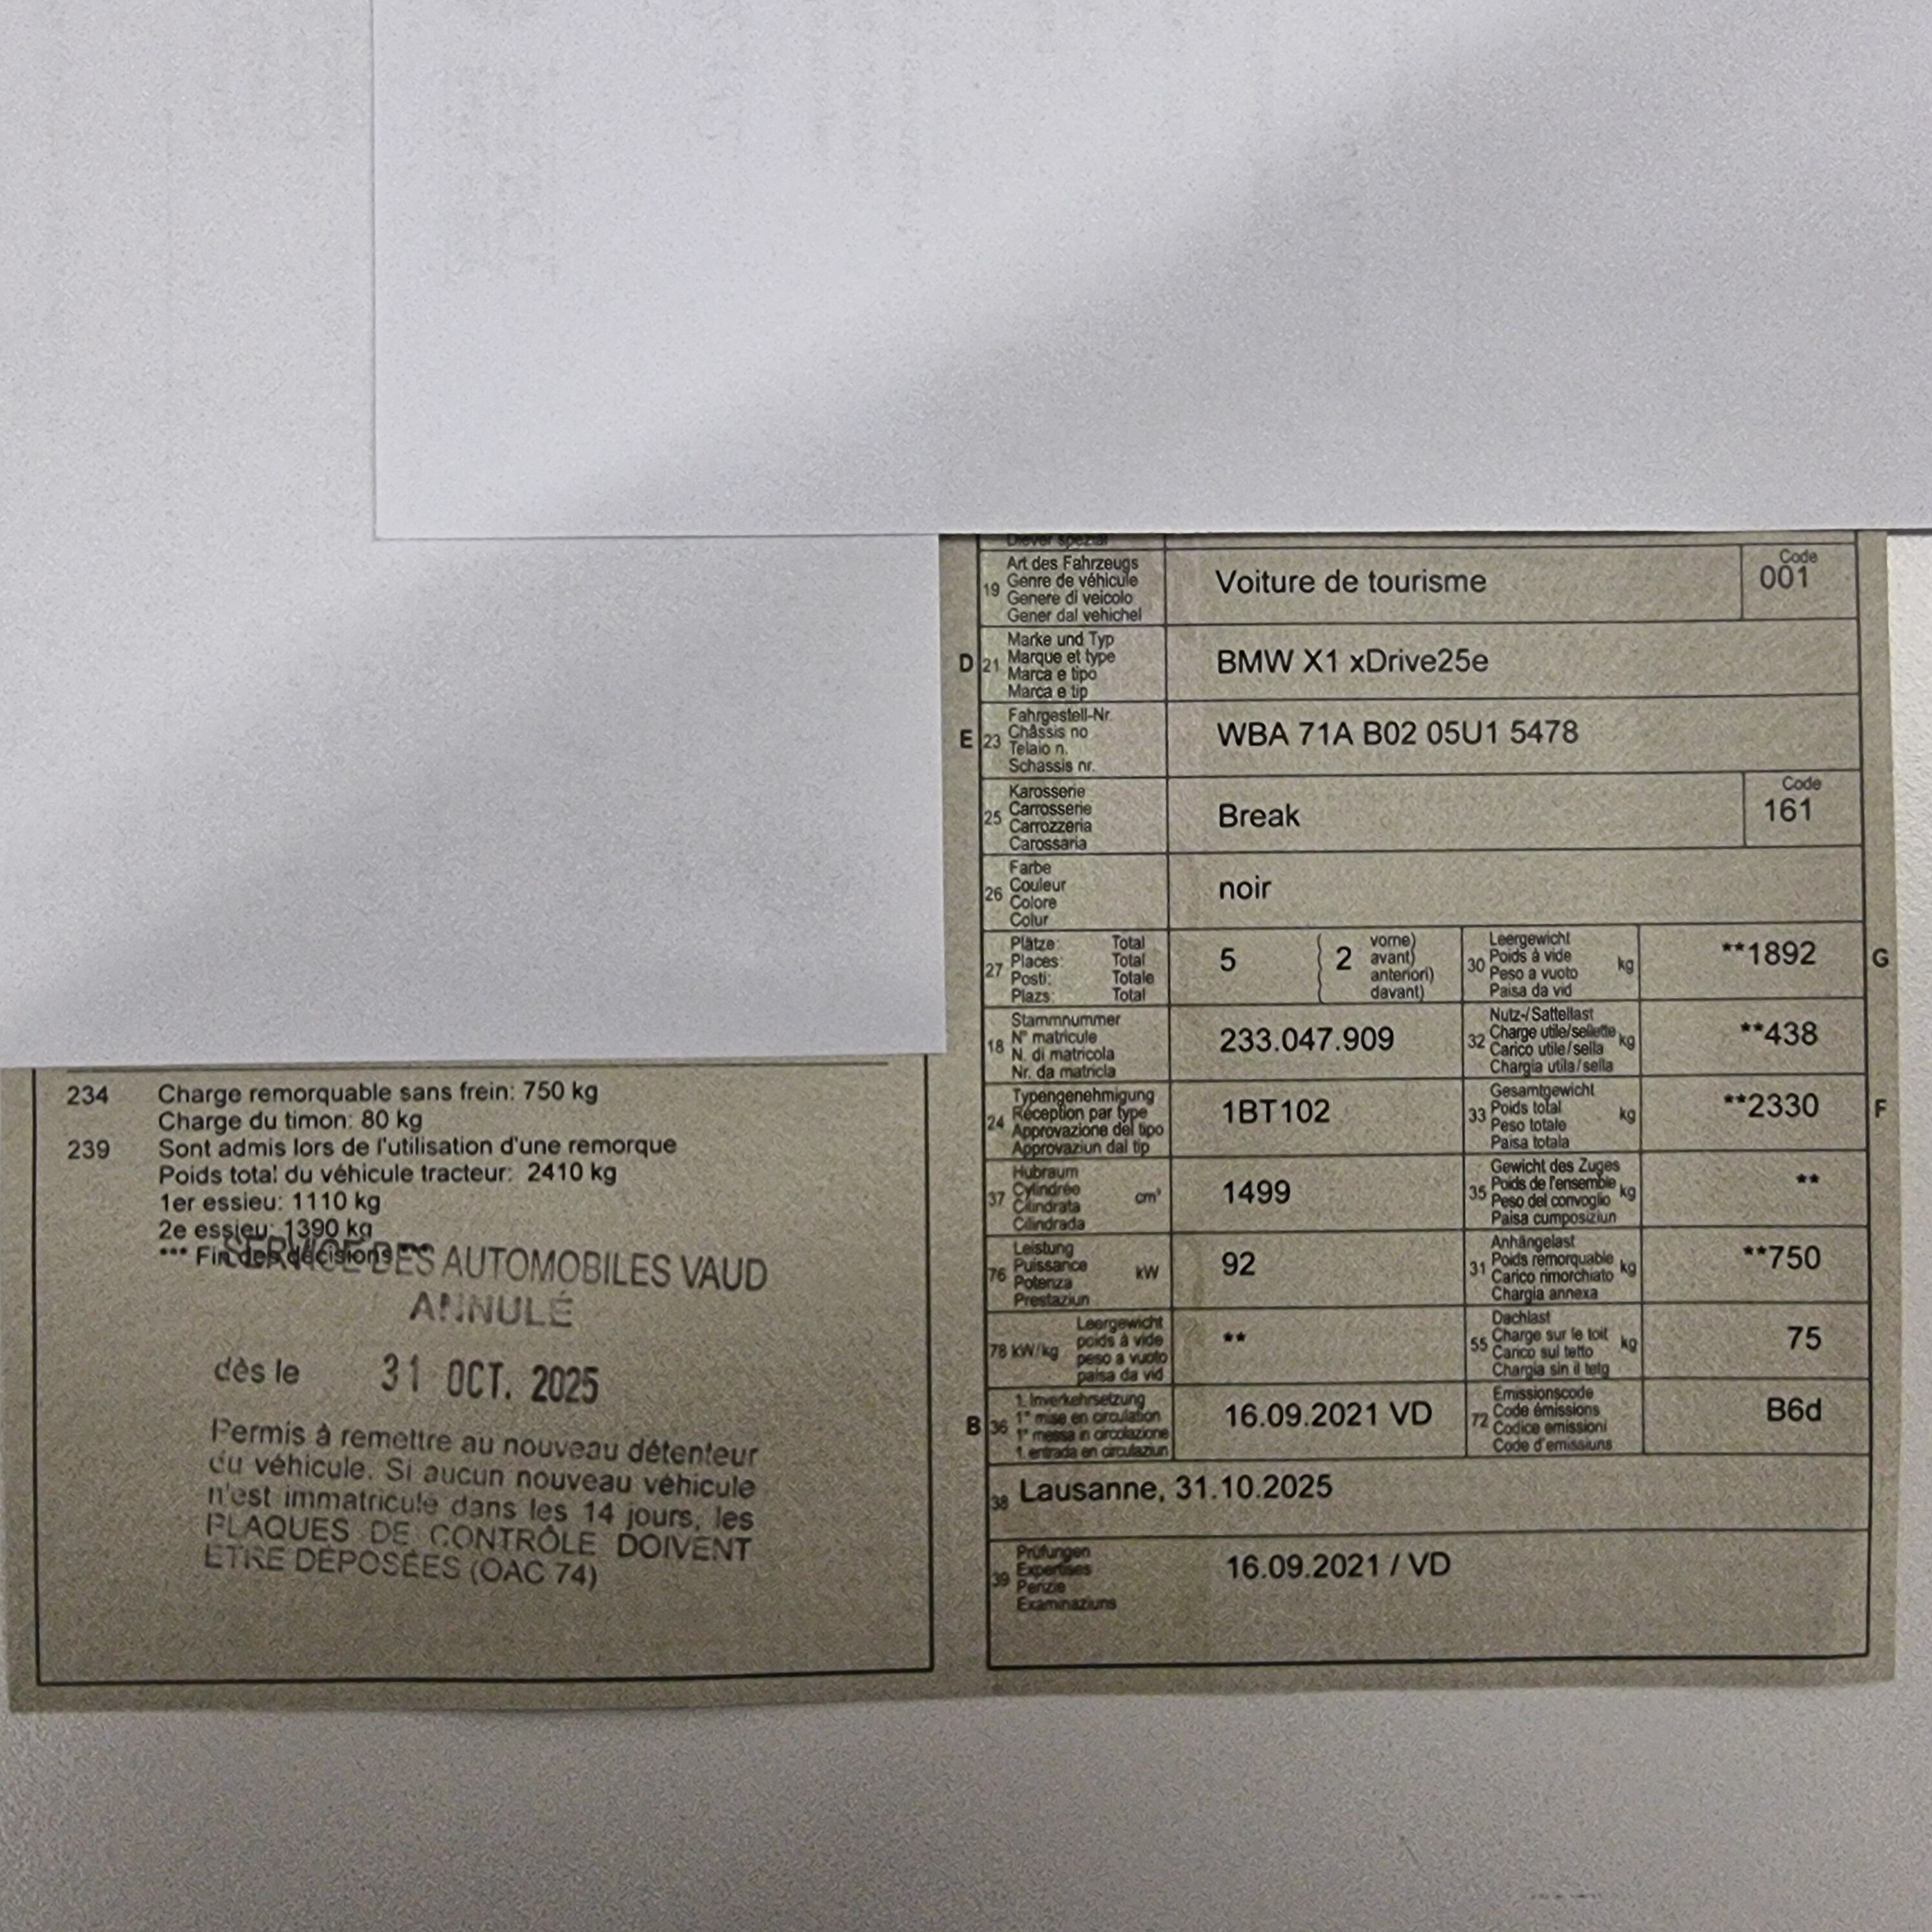 234 Charge remorquable sans frein: 750 kg
Charge du timon: 80 kg
239 Sont admis lors de l'utilisation d'une remorque
Poids total du véhicule tracteur: 2410 kg
1er essieu: 1110 kg
2e essieu: 1390 kg
*** Fin des décisions ***
SERVICE DES AUTOMOBILES VAUD
ANNULÉ
dès le 31 OCT. 2025
Permis à remettre au nouveau détenteur
du véhicule. Si aucun nouveau véhicule
n'est immatriculé dans les 14 jours, les
PLAQUES DE CONTRÔLE DOIVENT
ETRE DEPOSÉES (OAC 74)
Art des Fahrzeugs
19 Genre de véhicule
Genere di veicolo
Gener dal vehichel
Voiture de tourisme
Code
001
D 21 Marke und Typ
Marque et type
Marca e tipo
Marca e tip
BMW X1 xDrive25e
E 23 Fahrgestell-Nr.
Châssis no
Telaio n.
Schassis nr.
WBA 71A B02 05U1 5478
25 Karosserie
Carrosserie
Carrozzeria
Carossaria
Break
Code
161
26 Farbe
Couleur
Colore
Colur
noir
27 Plätze: Total
Places: Total
Posti: Totale
Plazs: Total
5 ( 2 vorne)
avant)
anteriori)
davant)
30 Leergewicht
Poids à vide kg
Peso a vuoto
Paisa da vid
**1892 G
18 Stammnummer
N° matricule
N. di matricola
Nr. da matricla
233.047.909
32 Nutz-/Sattellast
Charge utile/sellette kg
Carico utile/sella
Chargia utila/sella
**438
24 Typengenehmigung
Réception par type
Approvazione del tipo
Approvaziun dal tip
1BT102
33 Gesamtgewicht
Poids total kg
Peso totale
Paisa totala
**2330 F
37 Hubraum
Cylindrée cm³
Cilindrata
Cilindrada
1499
35 Gewicht des Zuges
Poids de l'ensemble kg
Peso del convoglio
Paisa cumposiziun
**
76 Leistung
Puissance kW
Potenza
Prestaziun
92
31 Anhängelast
Poids remorquable kg
Carico rimorchiato
Chargia annexa
**750
78 kW/kg Leergewicht
poids à vide
peso a vuoto
paisa da vid
**
55 Dachlast
Charge sur le toit kg
Carico sul tetto
Chargia sin il tetg
75
B 36 1. Inverkehrsetzung
1° mise en circulation
1° messa in circolazione
1. entrada en circulaziun
16.09.2021 VD
72 Emissionscode
Code émissions
Codice emissioni
Code d'emissiuns
B6d
38 Lausanne, 31.10.2025
39 Prüfungen
Expertises
Perizie
Examinaziuns
16.09.2021 / VD